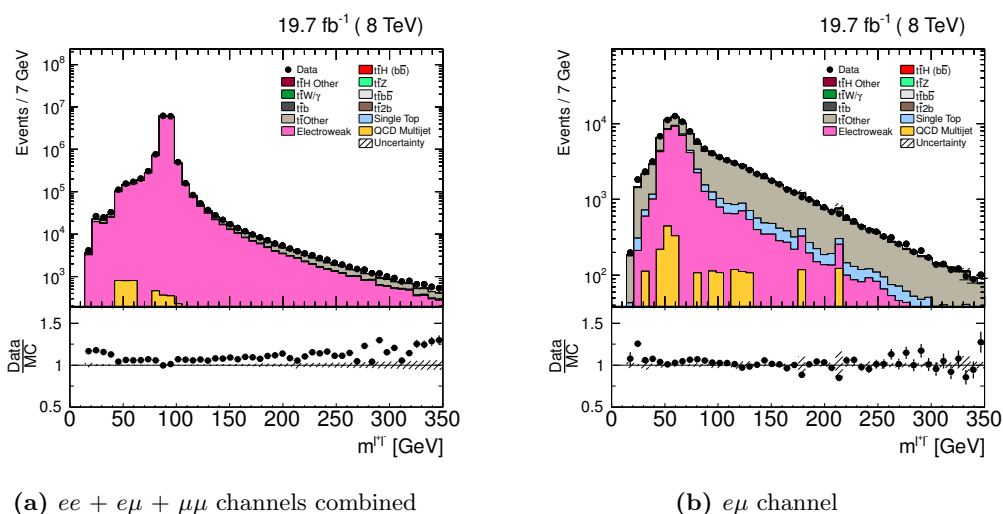 19.7 fb⁻¹ ( 8 TeV)
Events / 7 GeV
10⁸
10⁷
10⁶
10⁵
10⁴
10³
Data
tt̄H (bb̄)
tt̄H Other
tt̄Z
tt̄W/γ
tt̄bb̄
tt̄b
tt̄2b
tt̄Other
Single Top
Electroweak
QCD Multijet
Uncertainty
Data
MC
1.5
1
0.5
0 50 100 150 200 250 300 350
m^{l⁺l⁻} [GeV]
(a) ee + eμ + μμ channels combined
19.7 fb⁻¹ ( 8 TeV)
Events / 7 GeV
10⁴
10³
10²
Data
tt̄H (bb̄)
tt̄H Other
tt̄Z
tt̄W/γ
tt̄bb̄
tt̄b
tt̄2b
tt̄Other
Single Top
Electroweak
QCD Multijet
Uncertainty
Data
MC
1.5
1
0.5
0 50 100 150 200 250 300 350
m^{l⁺l⁻} [GeV]
(b) eμ channel